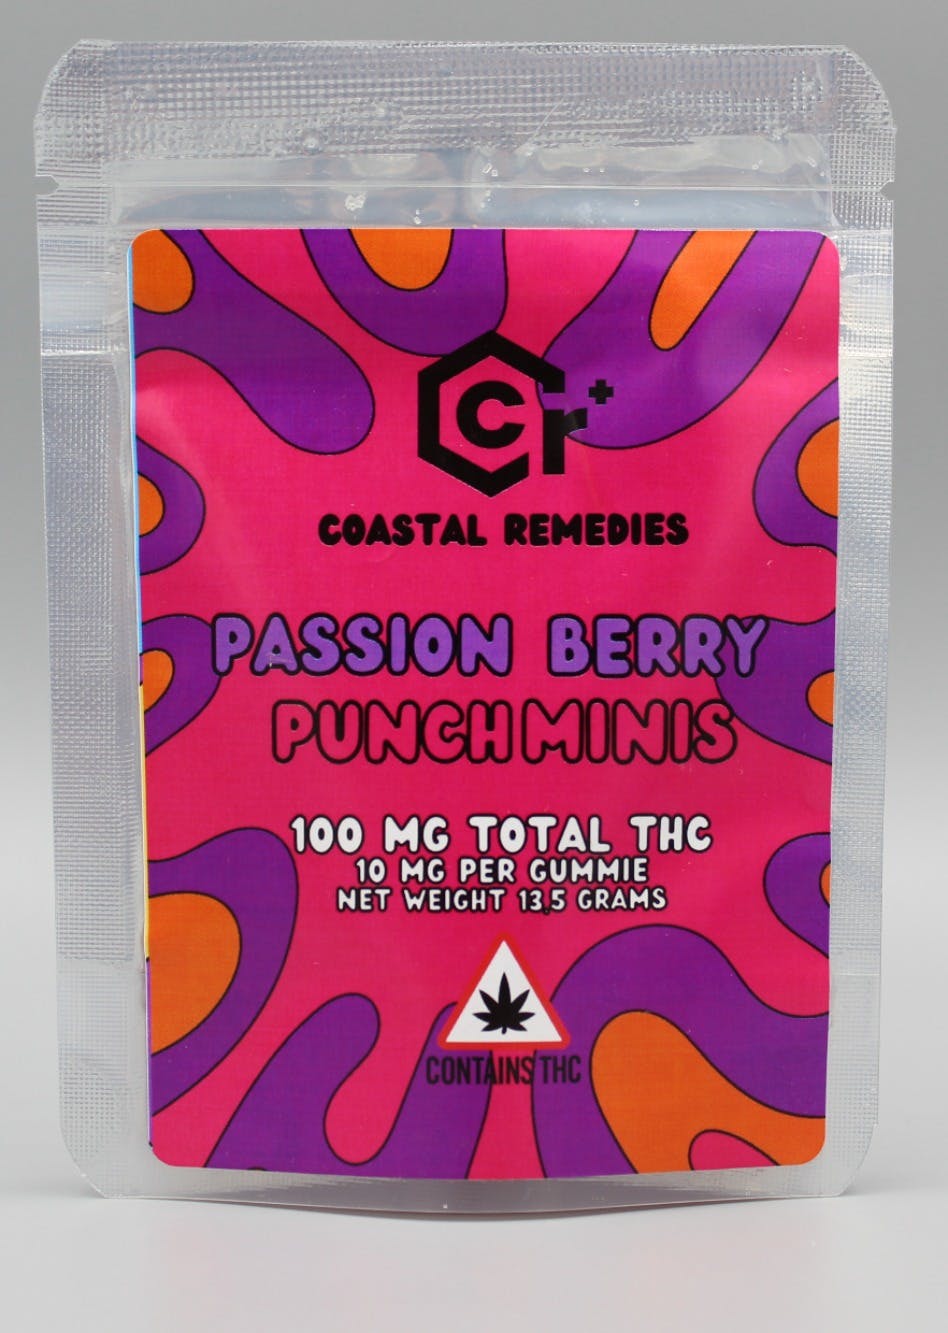 Cr+
COASTAL REMEDIES
PASSION BERRY
PUNCH MINIS
100 MG TOTAL THC
10 MG PER GUMMIE
NET WEIGHT 13.5 GRAMS
CONTAINS THC